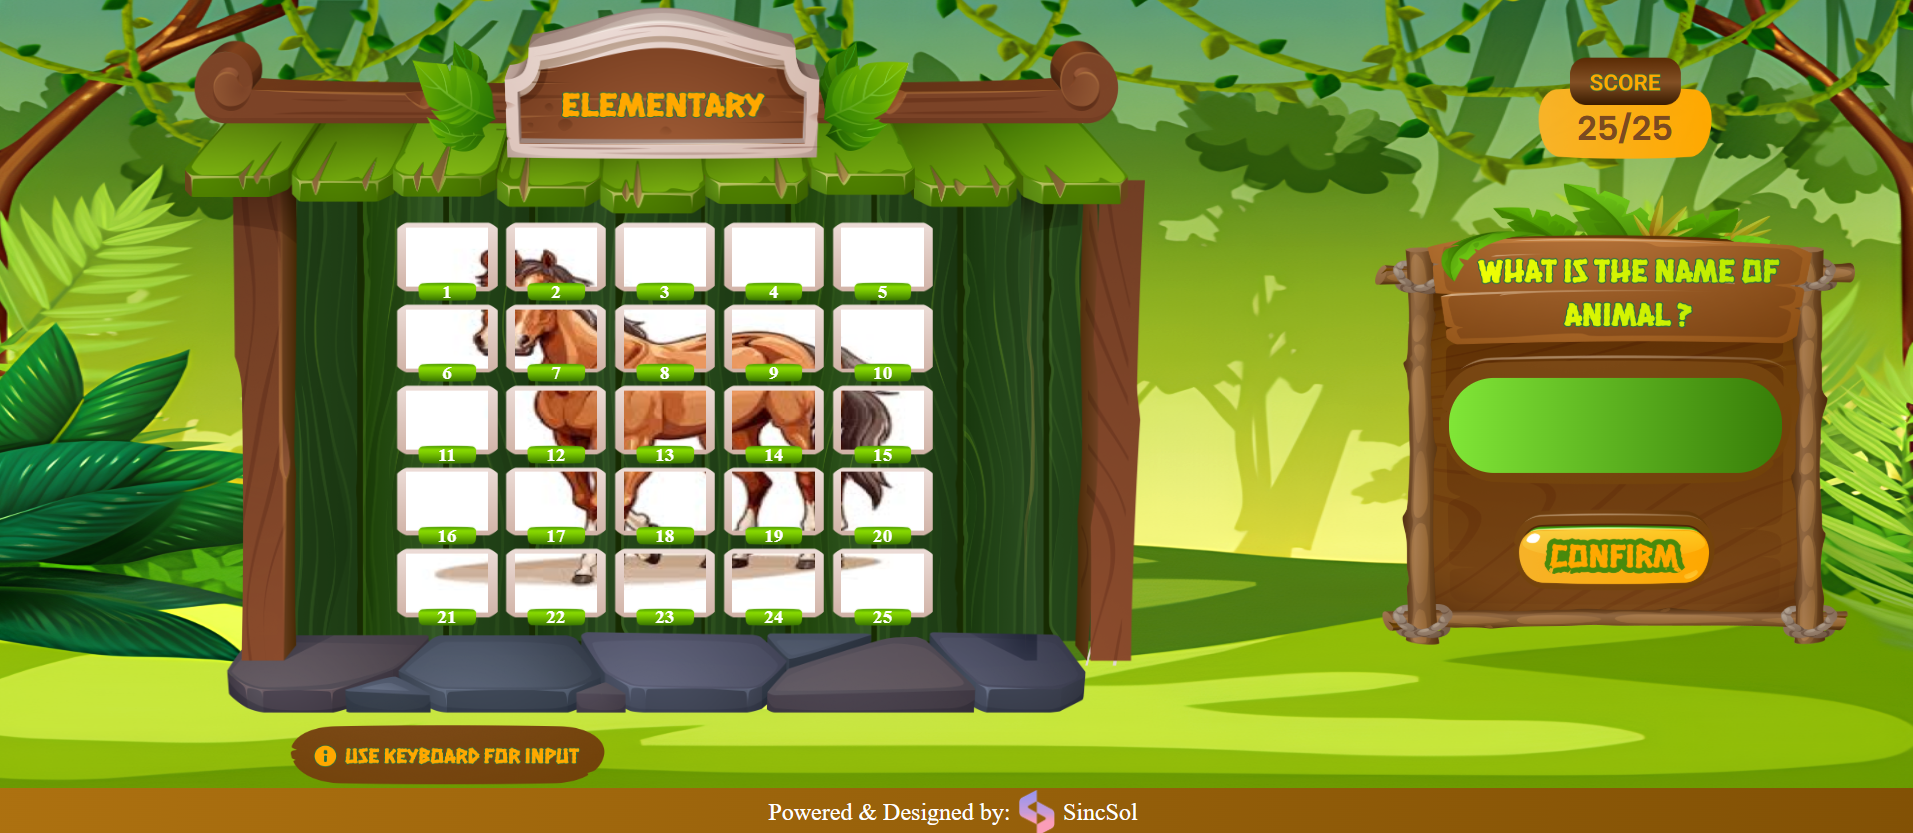 ELEMENTARY
SCORE
25/25
WHAT IS THE NAME OF
ANIMAL ?
1 2 3 4 5
6 7 8 9 10
11 12 13 14 15
16 17 18 19 20
21 22 23 24 25
CONFIRM
USE KEYBOARD FOR INPUT
Powered & Designed by: SincSol